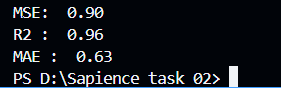 MSE:  0.90
R2 :  0.96
MAE :  0.63
PS D:\Sapience task 02>